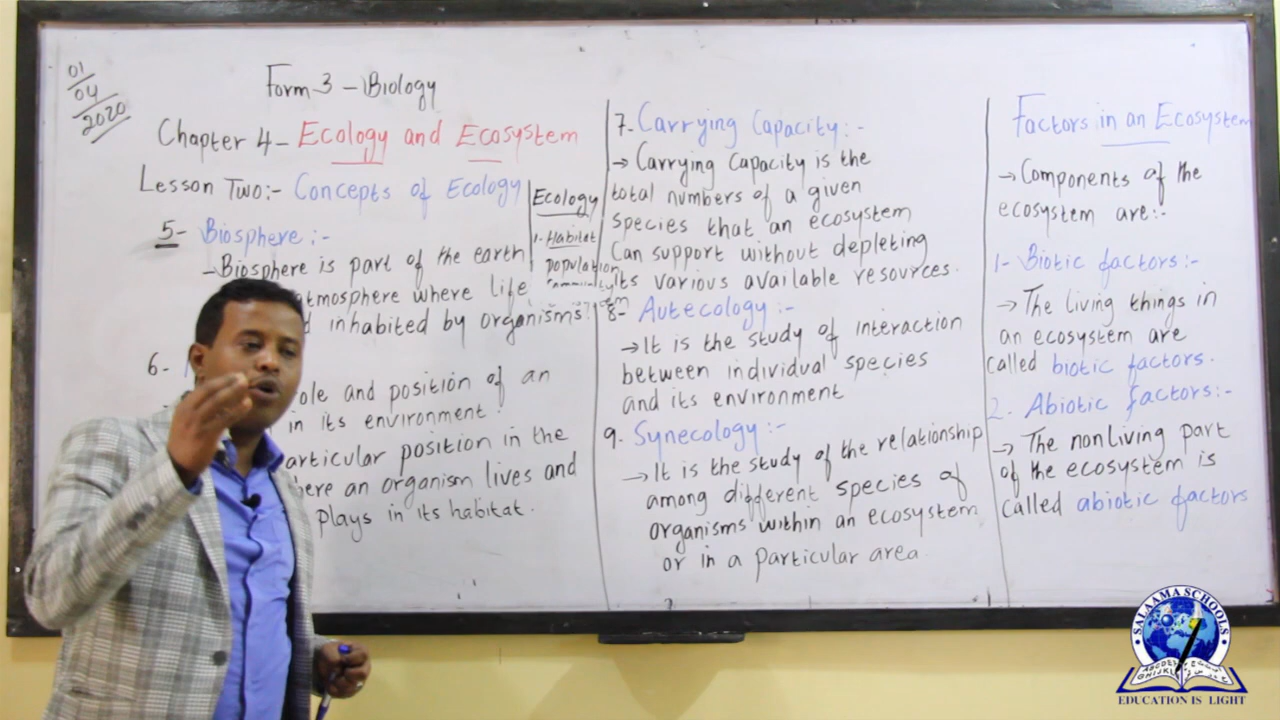 01
04
2020
Form 3 - Biology
Chapter 4 - Ecology and Ecosystem
Lesson Two:- Concepts of Ecology
5- Biosphere:-
- Biosphere is part of the earth
atmosphere where life
inhabited by organisms
6-
ole and position of an
in its environment.
articular position in the
here an organism lives and
plays in its habitat.
Ecology
1- Habitat
population
7. Carrying Capacity:-
→ Carrying Capacity is the
total numbers of a given
species that an ecosystem
Can support without depleting
its various available resources.
8- Autecology:-
→ It is the study of interaction
between individual species
and its environment
9. Synecology:-
→ It is the study of the relationship
among different species of
organisms within an ecosystem
or in a particular area.
Factors in an Ecosystem
→ Components of the
ecosystem are:-
1- Biotic factors:-
→ The living things in
an ecosystem are
called biotic factors.
2. Abiotic factors:-
→ The nonliving part
of the ecosystem is
called abiotic factors
SALAAMA SCHOOLS
EDUCATION IS LIGHT